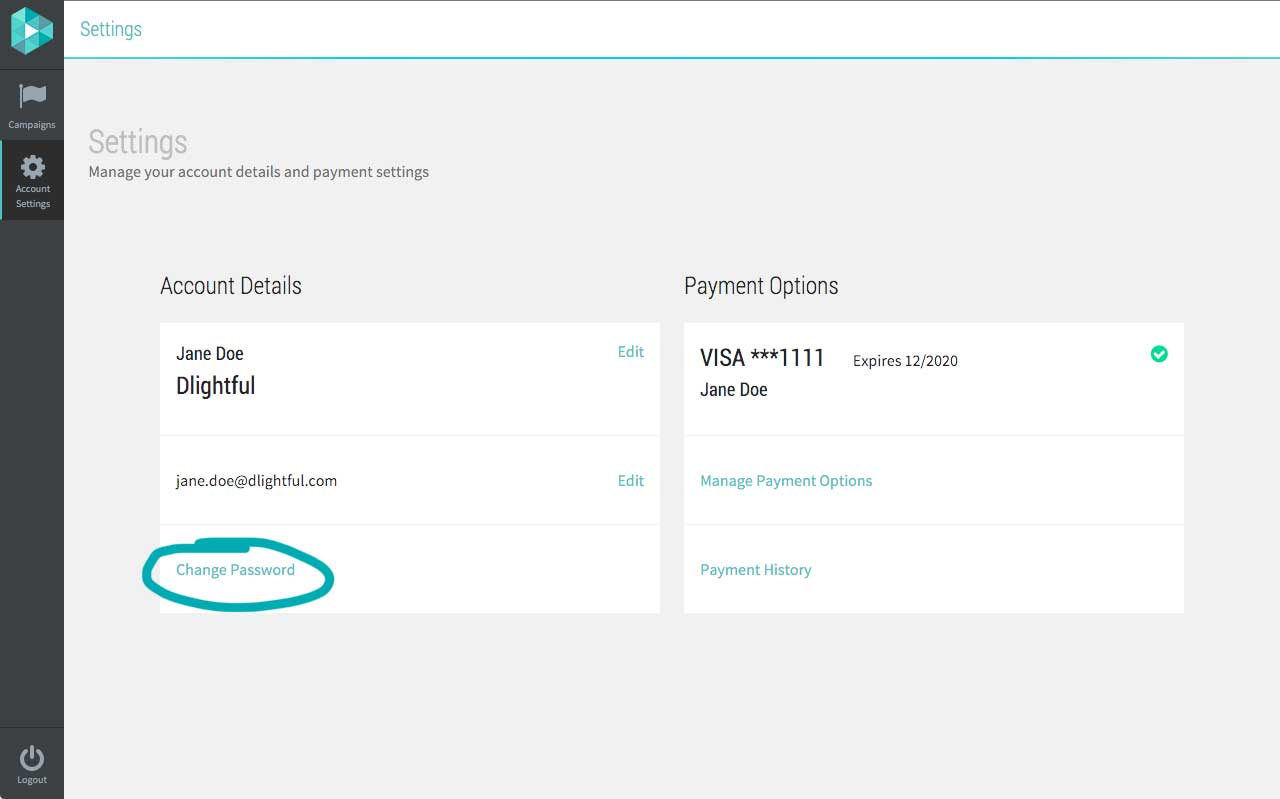 Settings
Campaigns
Account
Settings
Logout
Settings
Manage your account details and payment settings
Account Details
Jane Doe
Edit
Dlightful
jane.doe@dlightful.com
Edit
Change Password
Payment Options
VISA ***1111 Expires 12/2020
Jane Doe
Manage Payment Options
Payment History